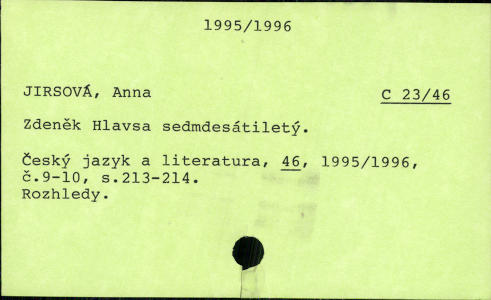 1995/1996
JIRSOVÁ, Anna C 23/46
Zdeněk Hlavsa sedmdesátiletý.
Český jazyk a literatura, 46, 1995/1996,
č.9-10, s.213-214.
Rozhledy.